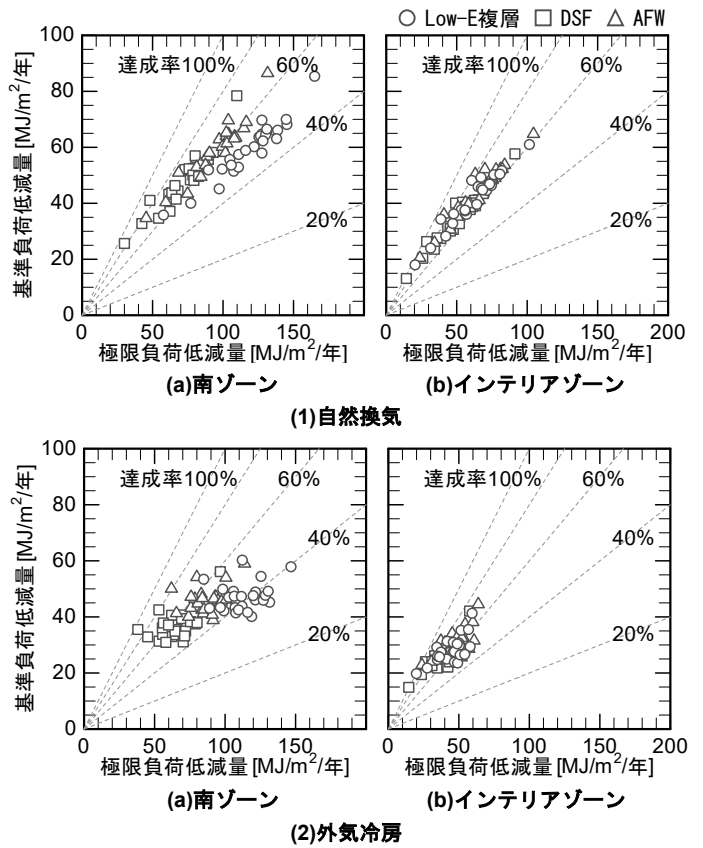 ○ Low-E複層 □ DSF △ AFW
100
80
60
40
20
0
基準負荷低減量 [MJ/m²/年]
達成率100%
60%
40%
20%
0 50 100 150
極限負荷低減量 [MJ/m²/年]
(a)南ゾーン
達成率100%
60%
40%
20%
0 50 100 150 200
極限負荷低減量 [MJ/m²/年]
(b)インテリアゾーン
(1)自然換気
100
80
60
40
20
0
基準負荷低減量 [MJ/m²/年]
達成率100%
60%
40%
20%
0 50 100 150
極限負荷低減量 [MJ/m²/年]
(a)南ゾーン
達成率100%
60%
40%
20%
0 50 100 150 200
極限負荷低減量 [MJ/m²/年]
(b)インテリアゾーン
(2)外気冷房